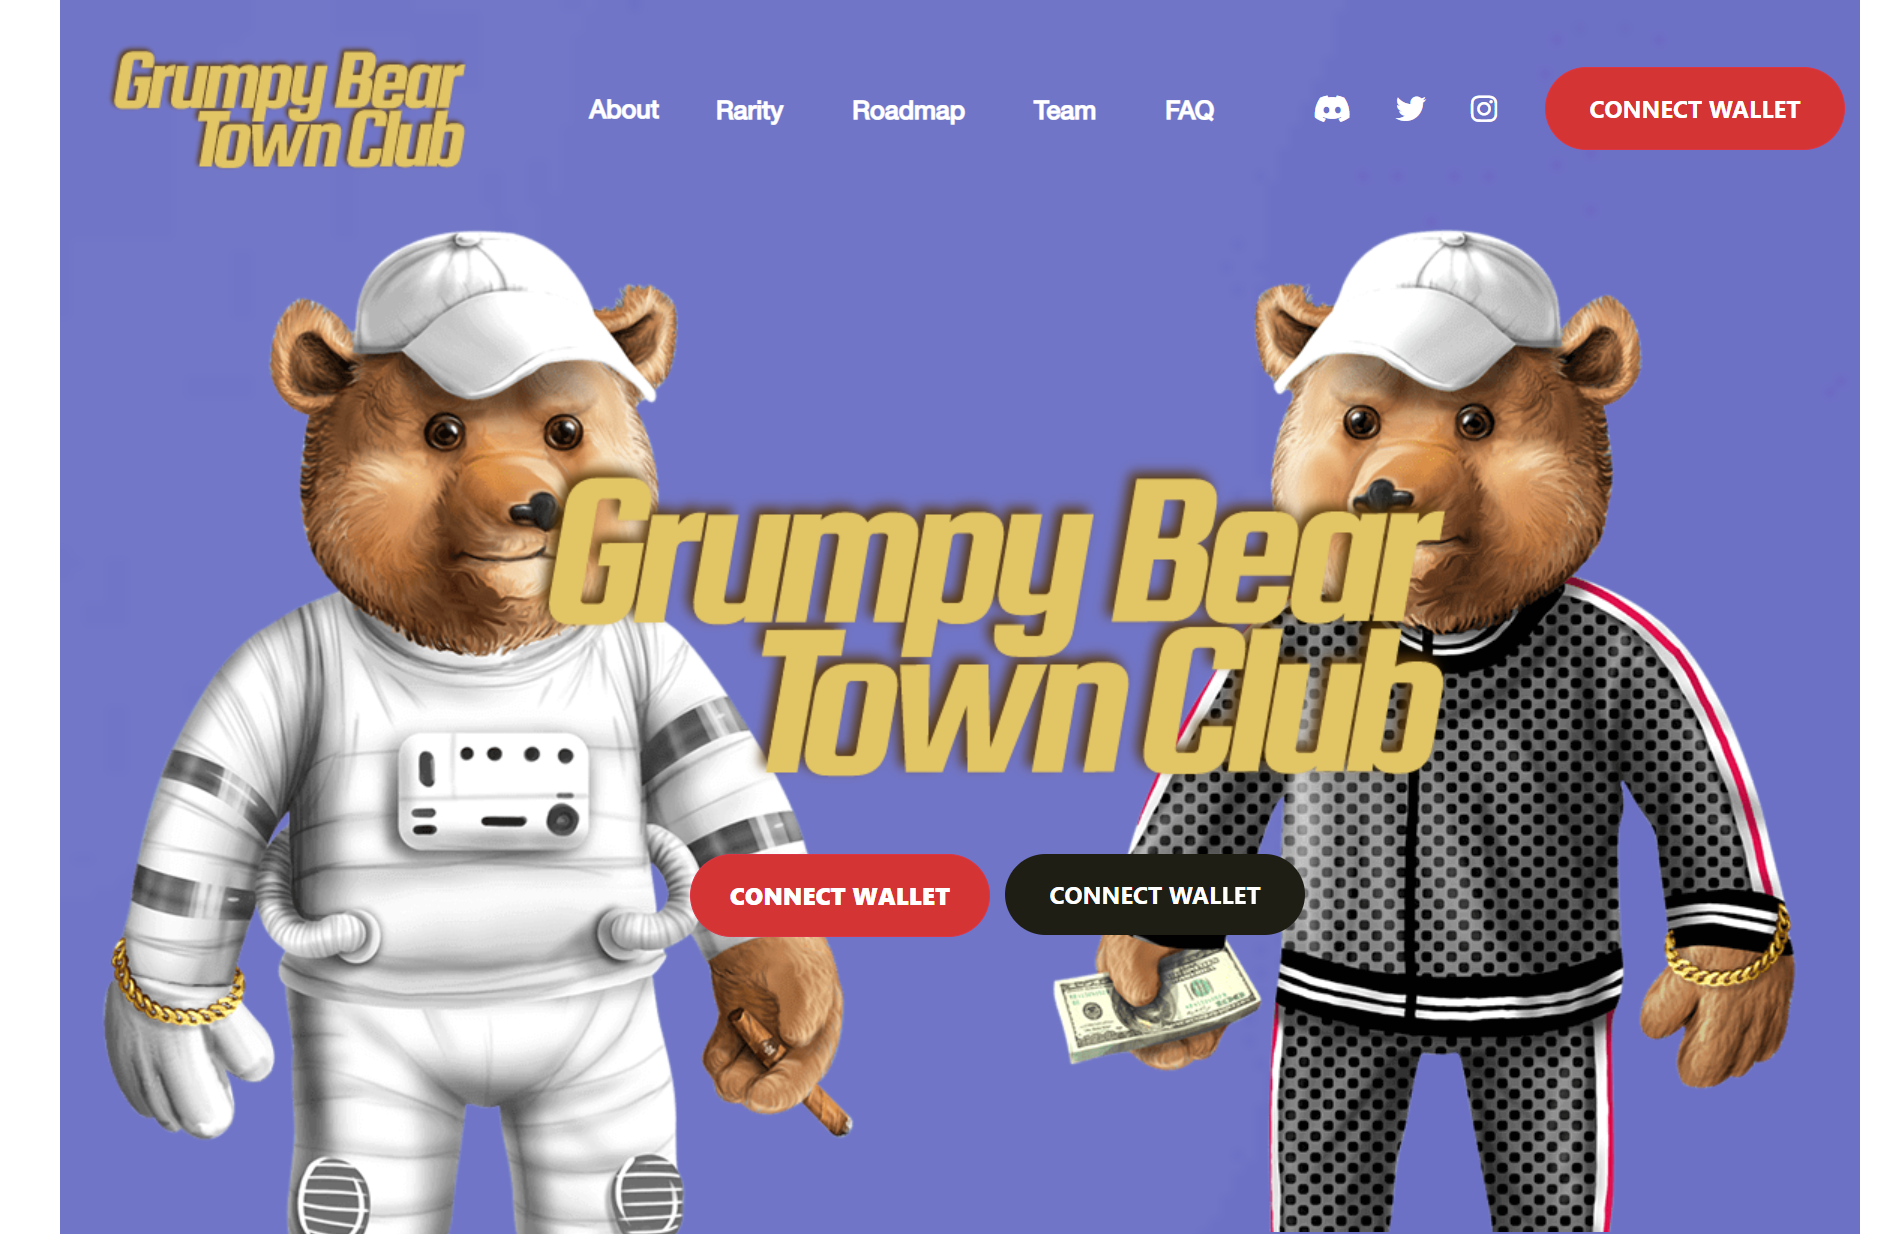 Grumpy Bear
Town Club
About
Rarity
Roadmap
Team
FAQ
CONNECT WALLET
Grumpy Bear
Town Club
CONNECT WALLET
CONNECT WALLET
100